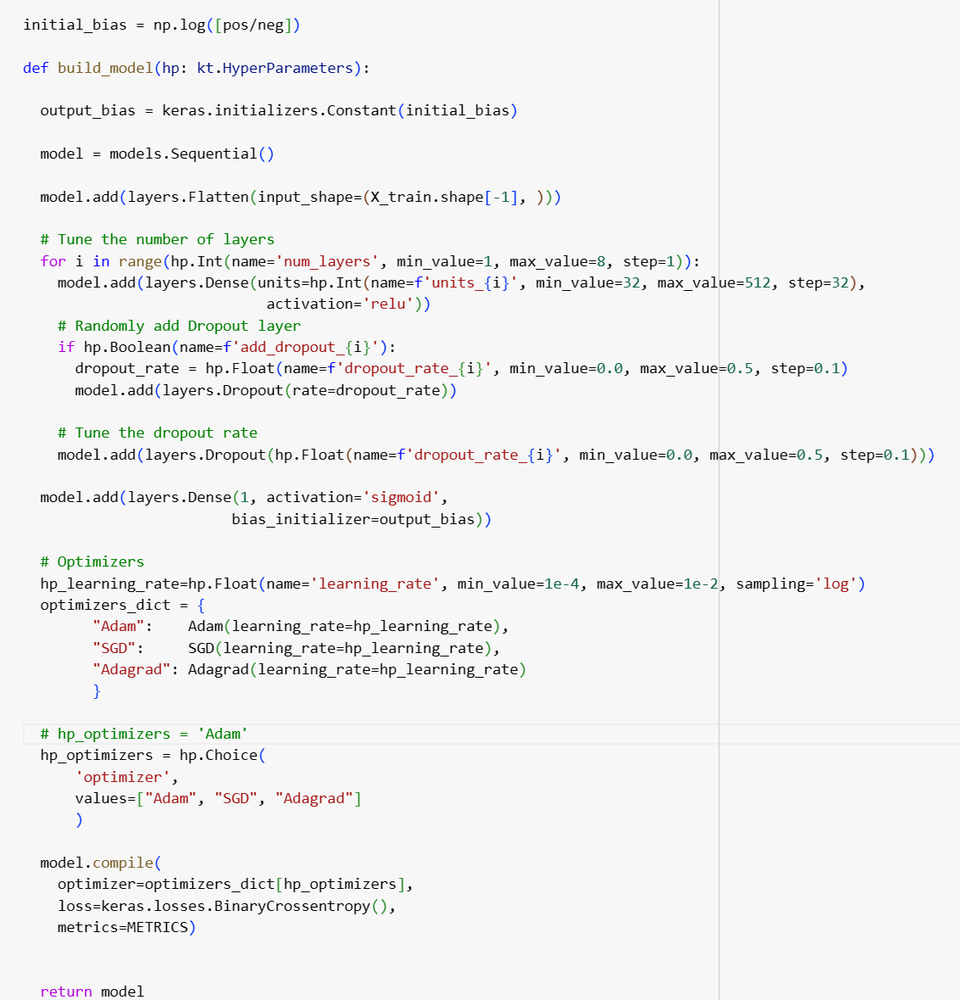 initial_bias = np.log([pos/neg])
def build_model(hp: kt.HyperParameters):
output_bias = keras.initializers.Constant(initial_bias)
model = models.Sequential()
model.add(layers.Flatten(input_shape=(X_train.shape[-1], )))
# Tune the number of layers
for i in range(hp.Int(name='num_layers', min_value=1, max_value=8, step=1)):
model.add(layers.Dense(units=hp.Int(name=f'units_{i}', min_value=32, max_value=512, step=32),
activation='relu'))
# Randomly add Dropout layer
if hp.Boolean(name=f'add_dropout_{i}'):
dropout_rate = hp.Float(name=f'dropout_rate_{i}', min_value=0.0, max_value=0.5, step=0.1)
model.add(layers.Dropout(rate=dropout_rate))
# Tune the dropout rate
model.add(layers.Dropout(hp.Float(name=f'dropout_rate_{i}', min_value=0.0, max_value=0.5, step=0.1)))
model.add(layers.Dense(1, activation='sigmoid',
bias_initializer=output_bias))
# Optimizers
hp_learning_rate=hp.Float(name='learning_rate', min_value=1e-4, max_value=1e-2, sampling='log')
optimizers_dict = {
"Adam":    Adam(learning_rate=hp_learning_rate),
"SGD":     SGD(learning_rate=hp_learning_rate),
"Adagrad": Adagrad(learning_rate=hp_learning_rate)
}
# hp_optimizers = 'Adam'
hp_optimizers = hp.Choice(
'optimizer',
values=["Adam", "SGD", "Adagrad"]
)
model.compile(
optimizer=optimizers_dict[hp_optimizers],
loss=keras.losses.BinaryCrossentropy(),
metrics=METRICS)
return model